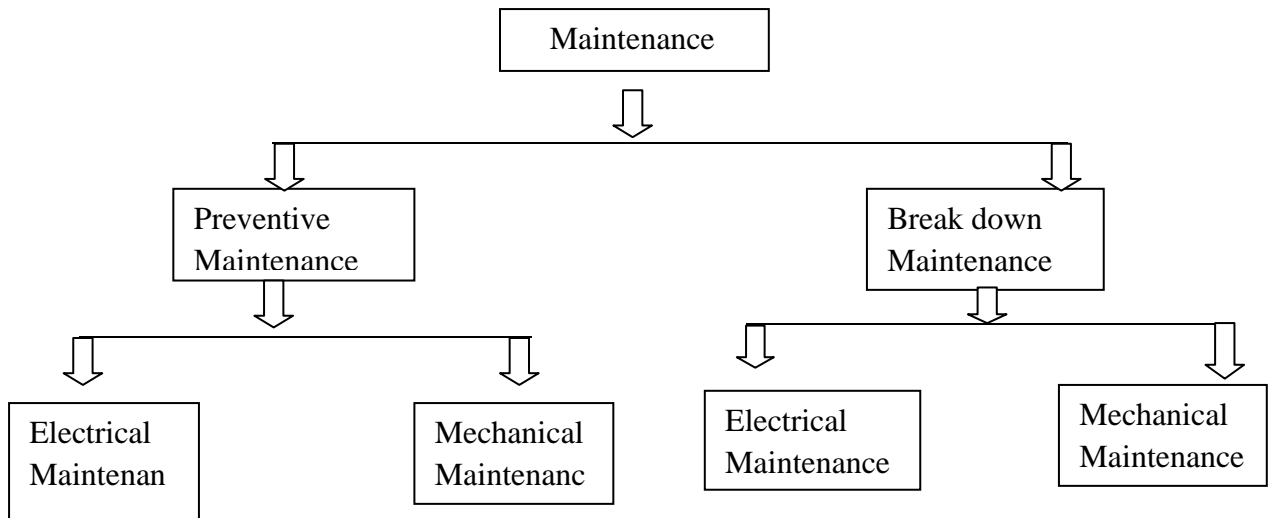 Maintenance
Preventive
Maintenance
Break down
Maintenance
Electrical
Maintenan
Mechanical
Maintenanc
Electrical
Maintenance
Mechanical
Maintenance